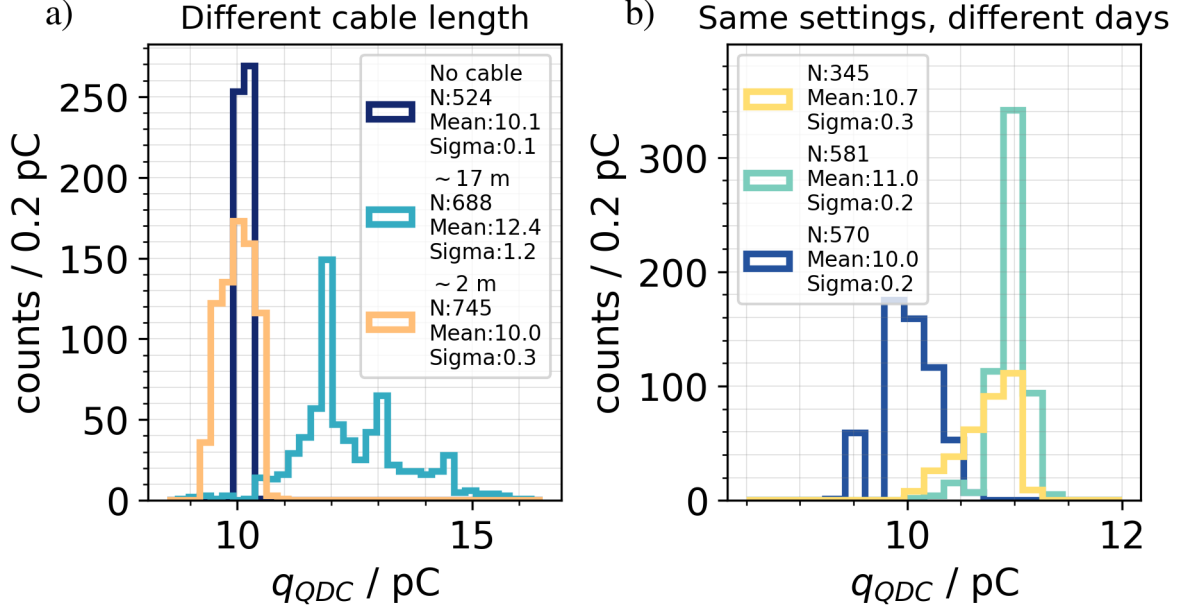 a)
Different cable length
counts / 0.2 pC
250
200
150
100
50
0
No cable
N:524
Mean:10.1
Sigma:0.1
~ 17 m
N:688
Mean:12.4
Sigma:1.2
~ 2 m
N:745
Mean:10.0
Sigma:0.3
10
15
qQDC / pC
b)
Same settings, different days
counts / 0.2 pC
300
200
100
0
N:345
Mean:10.7
Sigma:0.3
N:581
Mean:11.0
Sigma:0.2
N:570
Mean:10.0
Sigma:0.2
10
12
qQDC / pC